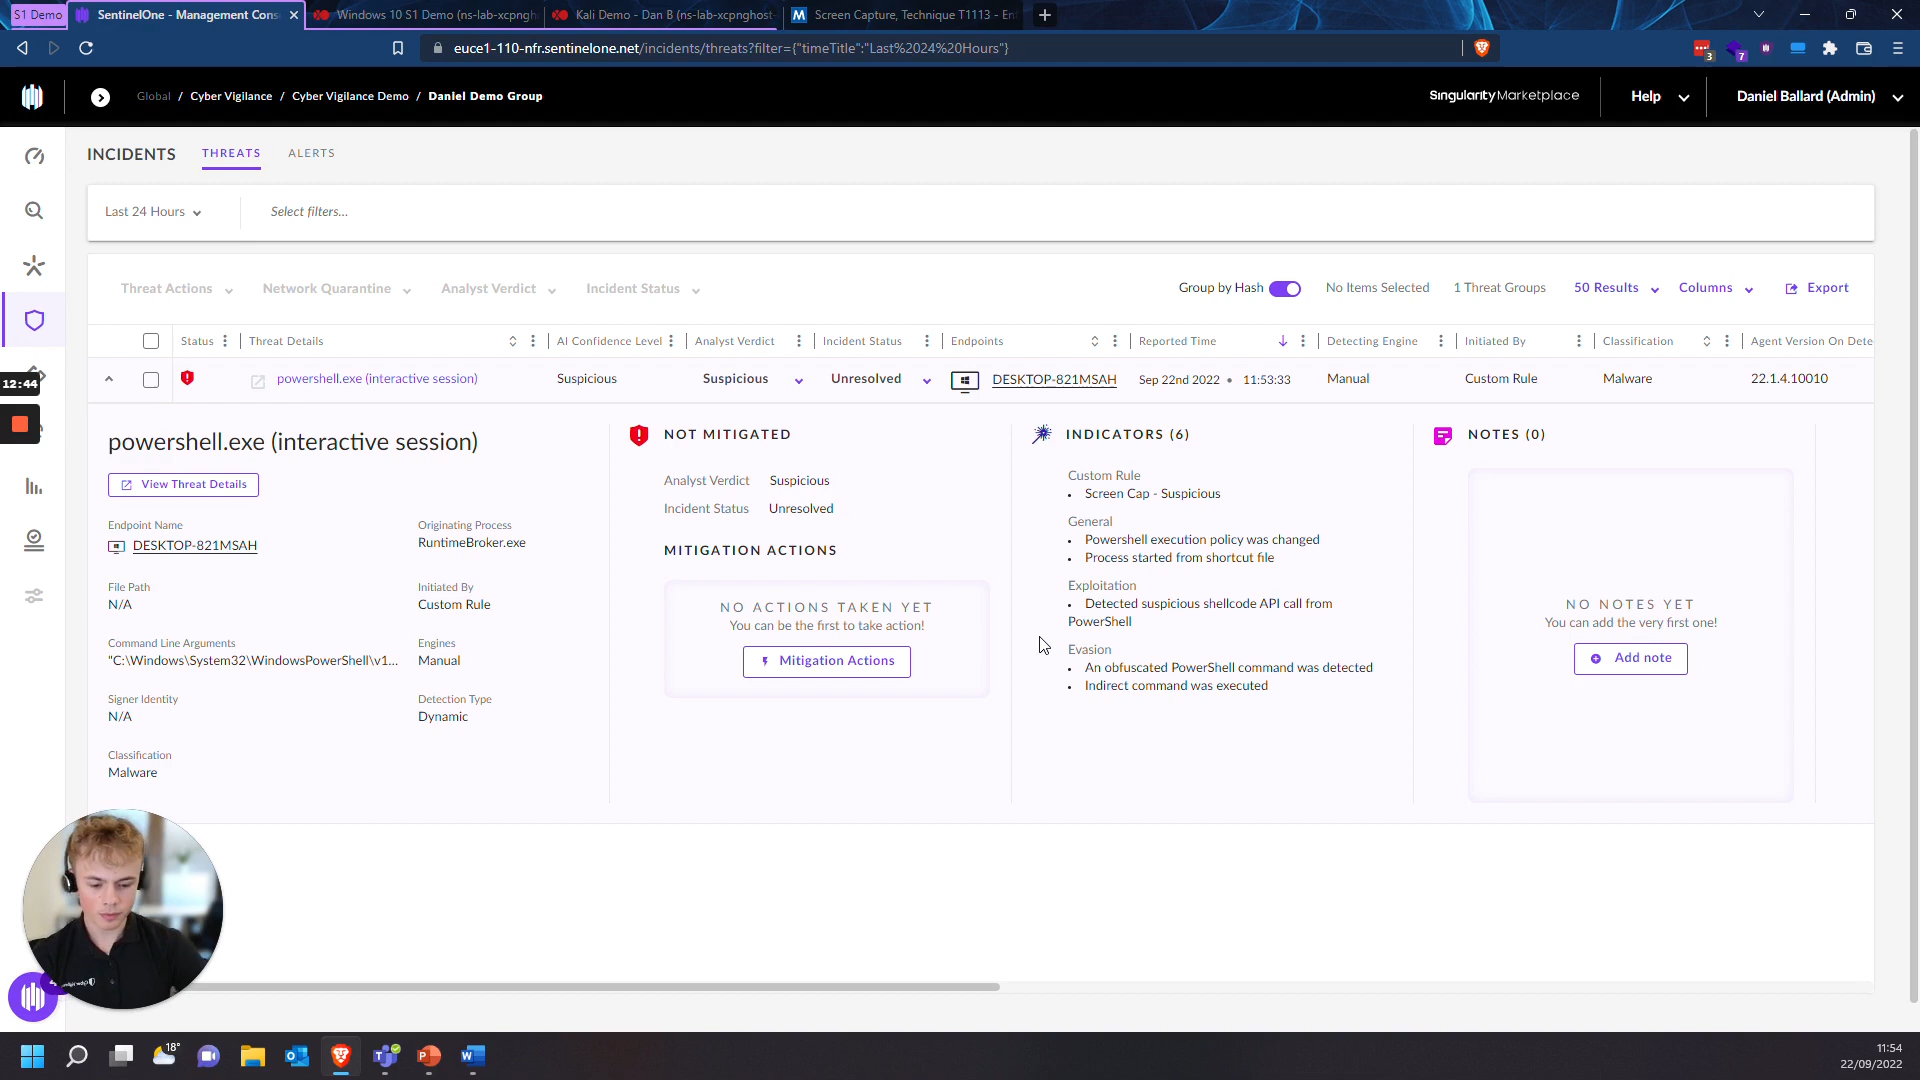 S1 Demo
SentinelOne - Management Cons
Windows 10 S1 Demo (ns-lab-xcpngh
Kali Demo - Dan B (ns-lab-xcpnghost
Screen Capture, Technique T1113 - En
euce1-110-nfr.sentinelone.net/incidents/threats?filter={"timeTitle":"Last%2024%20Hours"}
3
7
Global / Cyber Vigilance / Cyber Vigilance Demo / Daniel Demo Group
Singularity Marketplace
Help
Daniel Ballard (Admin)
INCIDENTS
THREATS
ALERTS
Last 24 Hours
Select filters...
Threat Actions
Network Quarantine
Analyst Verdict
Incident Status
Group by Hash
No Items Selected
1 Threat Groups
50 Results
Columns
Export
Status
Threat Details
AI Confidence Level
Analyst Verdict
Incident Status
Endpoints
Reported Time
Detecting Engine
Initiated By
Classification
Agent Version On Dete
powershell.exe (interactive session)
Suspicious
Suspicious
Unresolved
DESKTOP-821MSAH
Sep 22nd 2022 • 11:53:33
Manual
Custom Rule
Malware
22.1.4.10010
12:44
powershell.exe (interactive session)
View Threat Details
Endpoint Name
DESKTOP-821MSAH
Originating Process
RuntimeBroker.exe
File Path
N/A
Initiated By
Custom Rule
Command Line Arguments
"C:\Windows\System32\WindowsPowerShell\v1...
Engines
Manual
Signer Identity
N/A
Detection Type
Dynamic
Classification
Malware
NOT MITIGATED
Analyst Verdict Suspicious
Incident Status Unresolved
MITIGATION ACTIONS
NO ACTIONS TAKEN YET
You can be the first to take action!
Mitigation Actions
INDICATORS (6)
Custom Rule
• Screen Cap - Suspicious
General
• Powershell execution policy was changed
• Process started from shortcut file
Exploitation
• Detected suspicious shellcode API call from
PowerShell
Evasion
• An obfuscated PowerShell command was detected
• Indirect command was executed
NOTES (0)
NO NOTES YET
You can add the very first one!
Add note
18°
11:54
22/09/2022